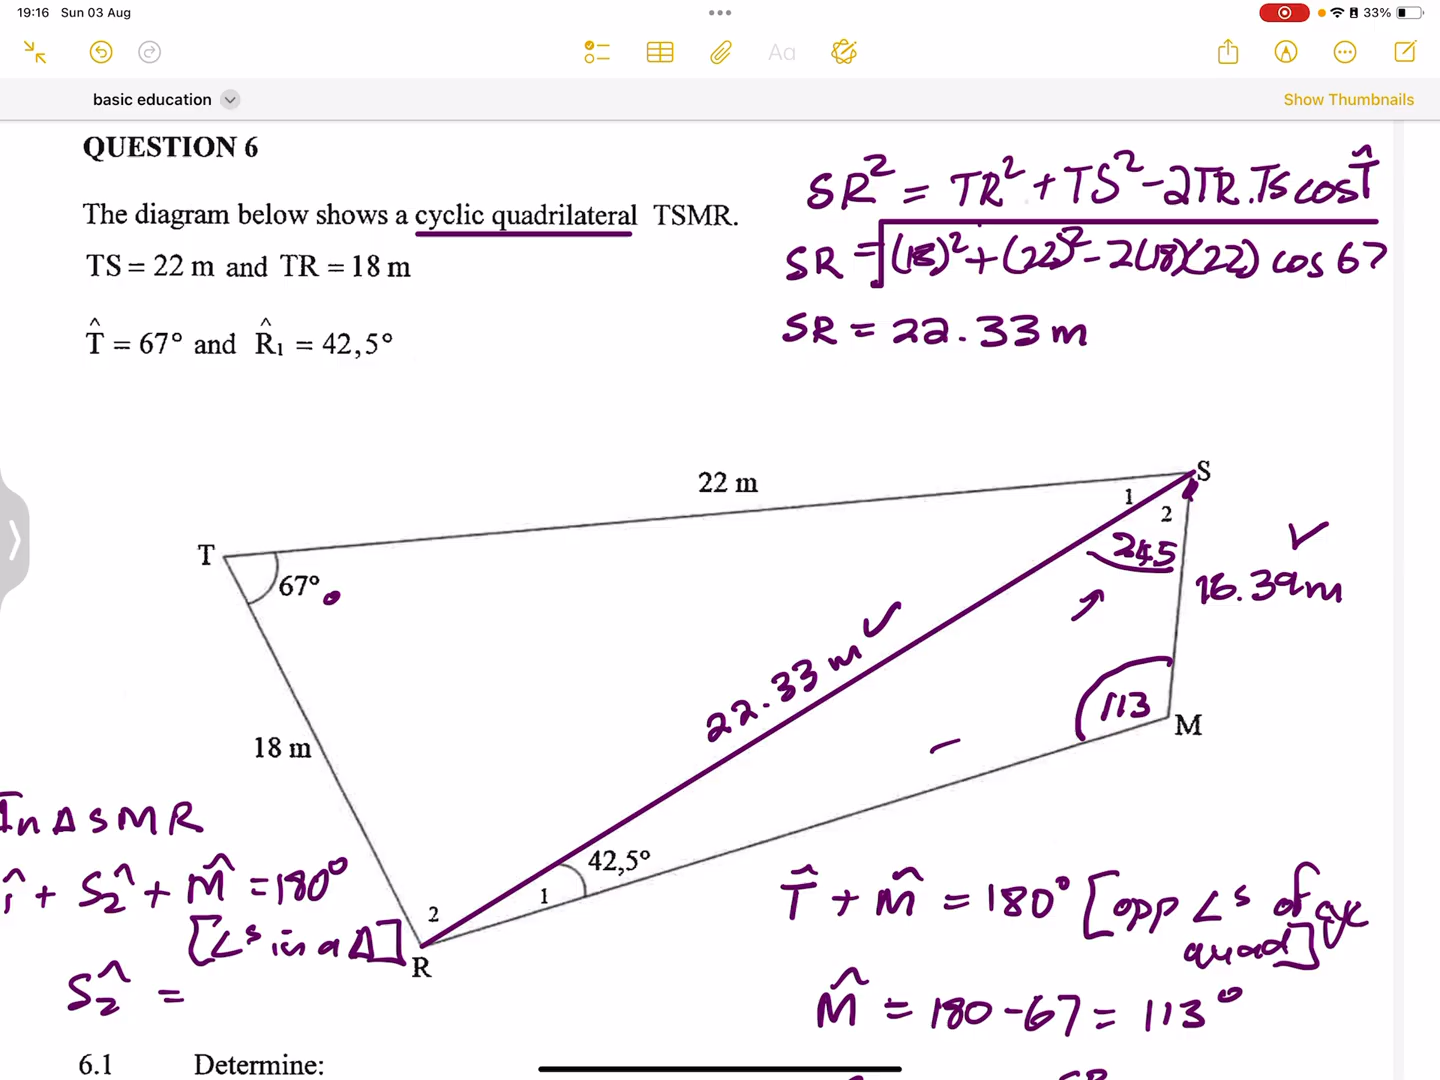 19:16 Sun 03 Aug
33%
Aa
basic education
Show Thumbnails
QUESTION 6
The diagram below shows a cyclic quadrilateral TSMR.
TS = 22 m and TR = 18 m
T̂ = 67° and R̂₁ = 42,5°
SR² = TR² + TS² - 2TR.TS cos T̂
SR = √(18)² + (22)² - 2(18)(22) cos 67
SR = 22.33 m
22 m
S
1
2
T
67°
24.5
16.39m
22.33 m
113
M
18 m
42,5°
1
2
R
In Δ SMR
₁̂ + Ŝ₂ + M̂ = 180°
[∠s in a Δ]
Ŝ₂ =
T̂ + M̂ = 180° [opp ∠s of cyc quad]
M̂ = 180 - 67 = 113°
6.1 Determine: